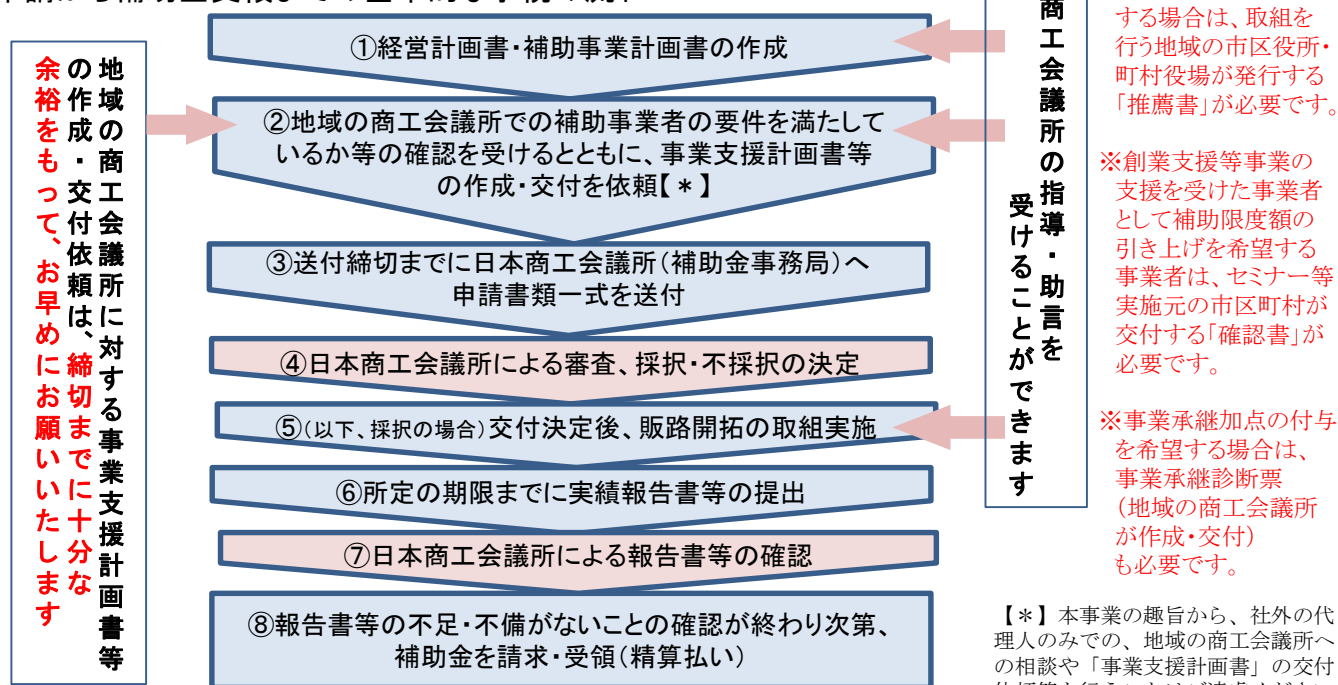 地域の商工会議所に対する事業支援計画書等
の作成・交付依頼は、締切までに十分な
余裕をもって、お早めにお願いいたします
①経営計画書・補助事業計画書の作成
②地域の商工会議所での補助事業者の要件を満たして
いるか等の確認を受けるとともに、事業支援計画書等
の作成・交付を依頼【＊】
③送付締切までに日本商工会議所（補助金事務局）へ
申請書類一式を送付
④日本商工会議所による審査、採択・不採択の決定
⑤（以下、採択の場合）交付決定後、販路開拓の取組実施
⑥所定の期限までに実績報告書等の提出
⑦日本商工会議所による報告書等の確認
⑧報告書等の不足・不備がないことの確認が終わり次第、
補助金を請求・受領（精算払い）
商工会議所の指導・助言を
受けることができます
する場合は、取組を
行う地域の市区役所・
町村役場が発行する
「推薦書」が必要です。
※創業支援等事業の
支援を受けた事業者
として補助限度額の
引き上げを希望する
事業者は、セミナー等
実施元の市区町村が
交付する「確認書」が
必要です。
※事業承継加点の付与
を希望する場合は、
事業承継診断票
（地域の商工会議所
が作成・交付）
も必要です。
【＊】本事業の趣旨から、社外の代
理人のみでの、地域の商工会議所へ
の相談や「事業支援計画書」の交付